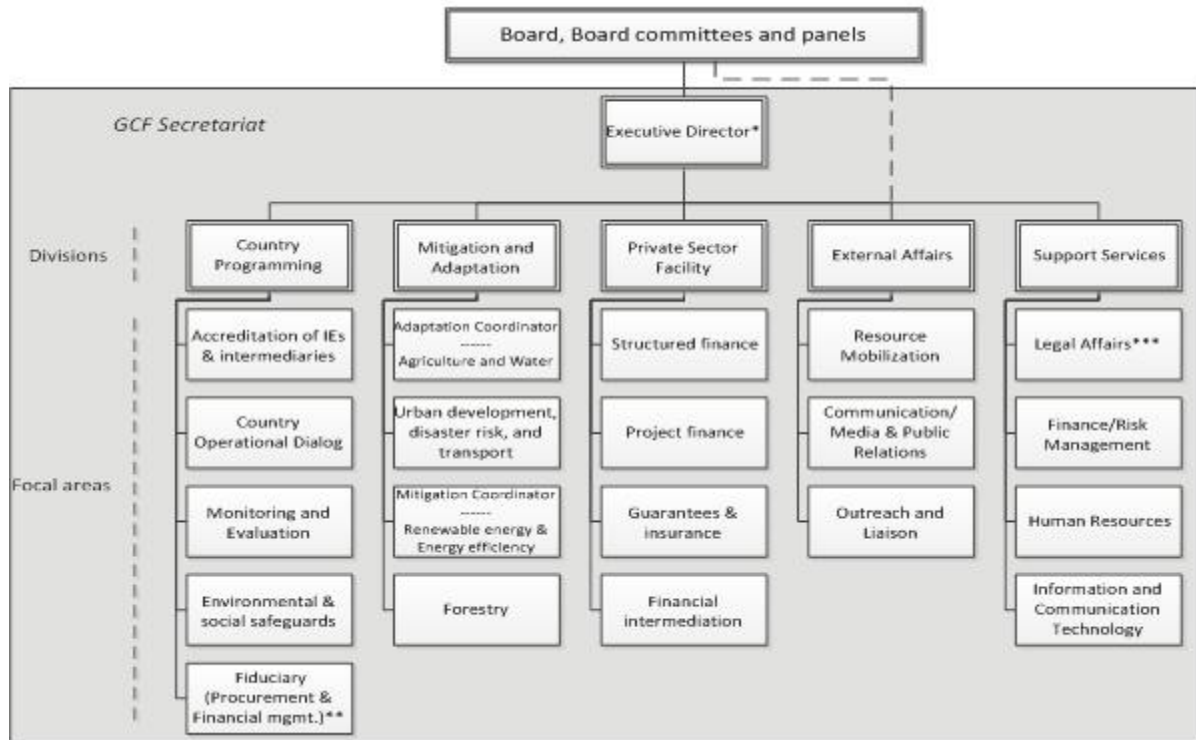 Board, Board committees and panels
GCF Secretariat
Executive Director*
Divisions
Country
Programming
Mitigation and
Adaptation
Private Sector
Facility
External Affairs
Support Services
Focal areas
Accreditation of IEs
& intermediaries
Country
Operational Dialog
Monitoring and
Evaluation
Environmental &
social safeguards
Fiduciary
(Procurement &
Financial mgmt.)**
Adaptation Coordinator
------
Agriculture and Water
Urban development,
disaster risk, and
transport
Mitigation Coordinator
------
Renewable energy &
Energy efficiency
Forestry
Structured finance
Project finance
Guarantees &
insurance
Financial
intermediation
Resource
Mobilization
Communication/
Media & Public
Relations
Outreach and
Liaison
Legal Affairs***
Finance/Risk
Management
Human Resources
Information and
Communication
Technology